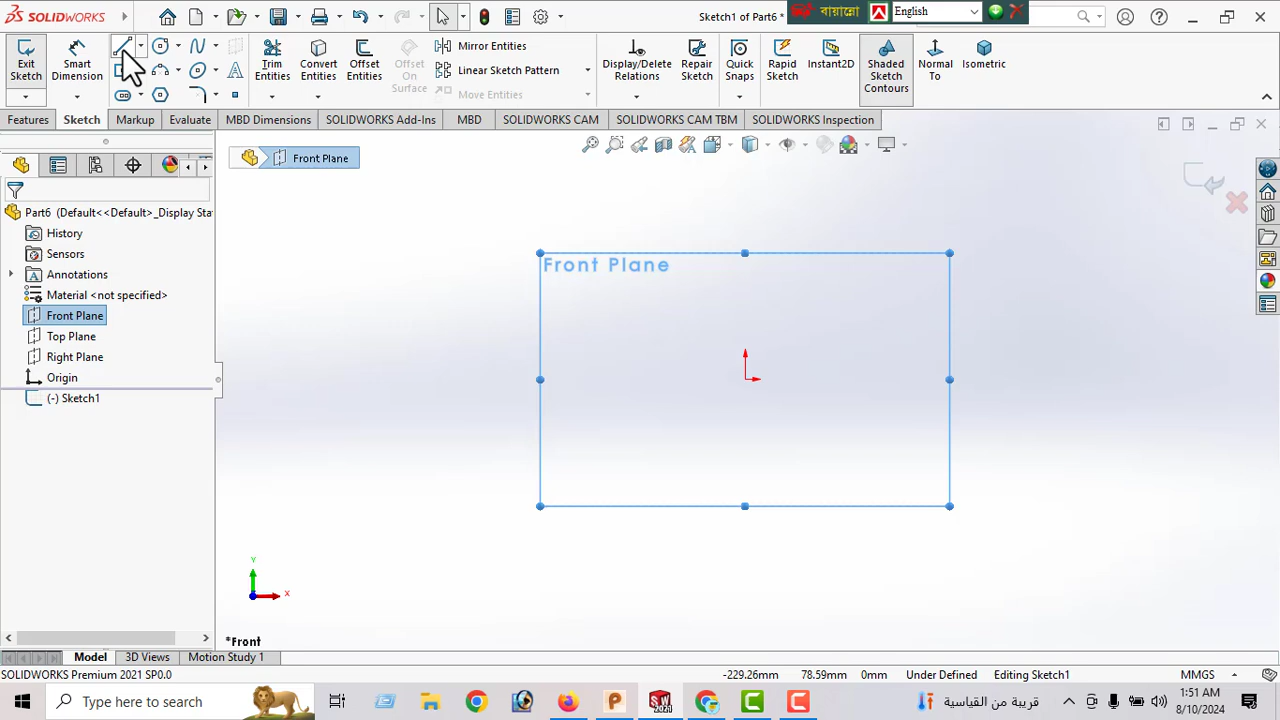 SOLIDWORKS
Sketch1 of Part6
বায়ান্নো
English
Exit Sketch
Smart Dimension
Trim Entities
Convert Entities
Offset Entities
Offset On Surface
Mirror Entities
Linear Sketch Pattern
Move Entities
Display/Delete Relations
Repair Sketch
Quick Snaps
Rapid Sketch
Instant2D
Shaded Sketch Contours
Normal To
Isometric
Features
Sketch
Markup
Evaluate
MBD Dimensions
SOLIDWORKS Add-Ins
MBD
SOLIDWORKS CAM
SOLIDWORKS CAM TBM
SOLIDWORKS Inspection
Front Plane
Part6 (Default<<Default>_Display Sta
History
Sensors
Annotations
Material <not specified>
Front Plane
Top Plane
Right Plane
Origin
(-) Sketch1
Front Plane
Y
X
*Front
Model
3D Views
Motion Study 1
SOLIDWORKS Premium 2021 SP0.0
-229.26mm
78.59mm
0mm
Under Defined
Editing Sketch1
MMGS
Type here to search
قريبة من القياسية
1:51 AM
8/10/2024